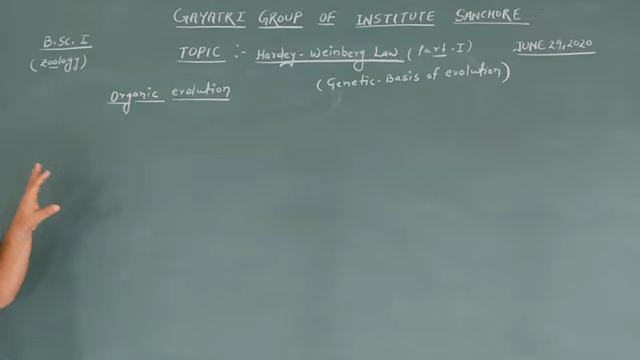 GAYATRI GROUP OF INSTITUTE SANCHORE
B.Sc. I
(Zoology)
TOPIC :- Hardey-Weinberg Law (Part-I)
JUNE 29, 2020
(Genetic-Basis of evolution)
Organic evolution